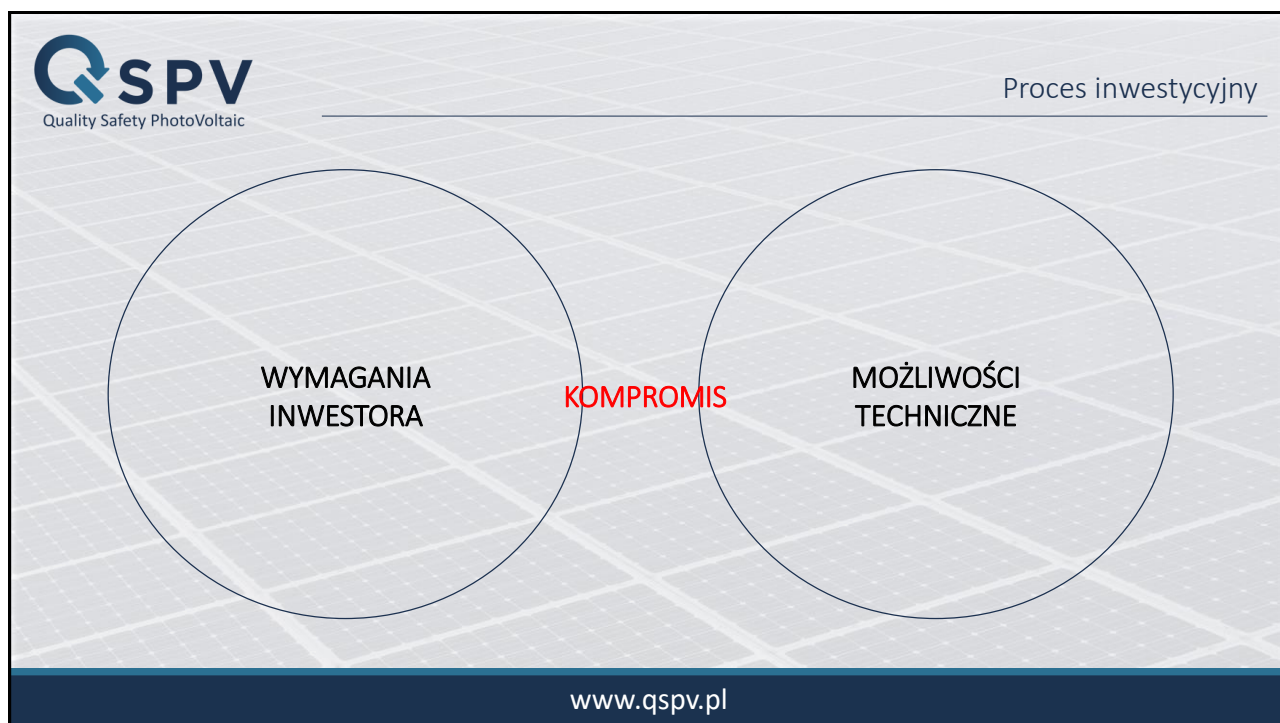 QSPV
Quality Safety PhotoVoltaic
Proces inwestycyjny
WYMAGANIA
INWESTORA
KOMPROMIS
MOŻLIWOŚCI
TECHNICZNE
www.qspv.pl